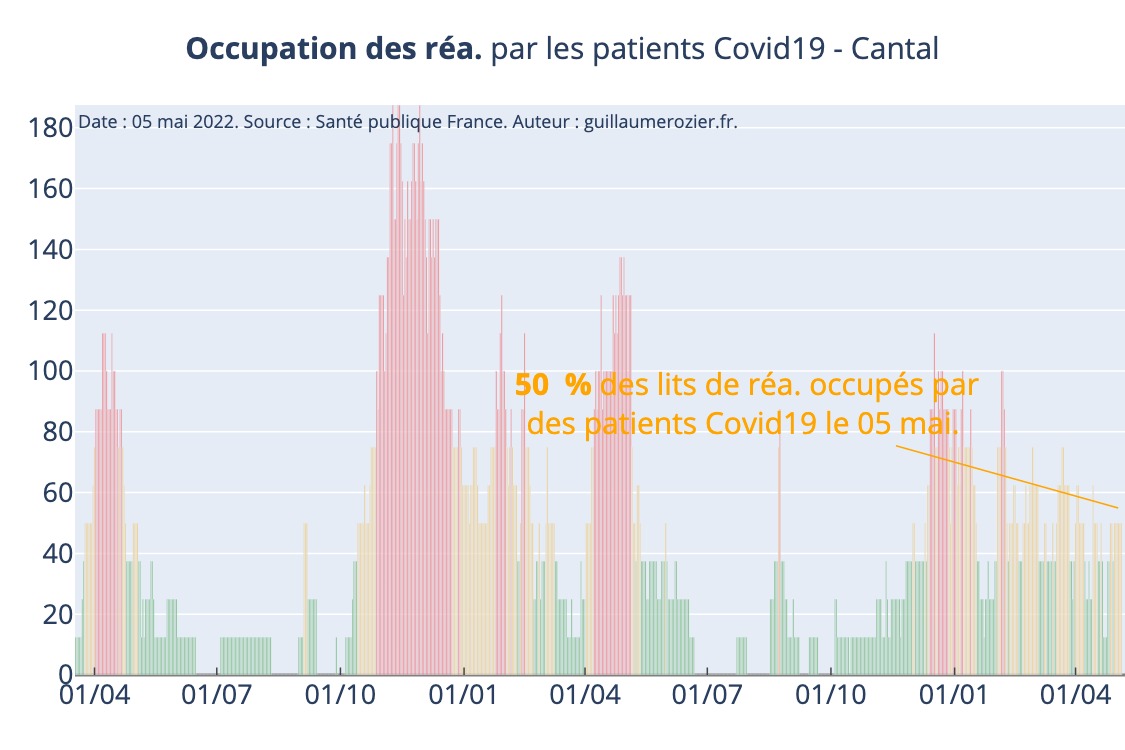 Occupation des réa. par les patients Covid19 - Cantal
Date : 05 mai 2022. Source : Santé publique France. Auteur : guillaumerozier.fr.
180
160
140
120
100
80
60
40
20
0
50 % des lits de réa. occupés par
des patients Covid19 le 05 mai.
01/04 01/07 01/10 01/01 01/04 01/07 01/10 01/01 01/04